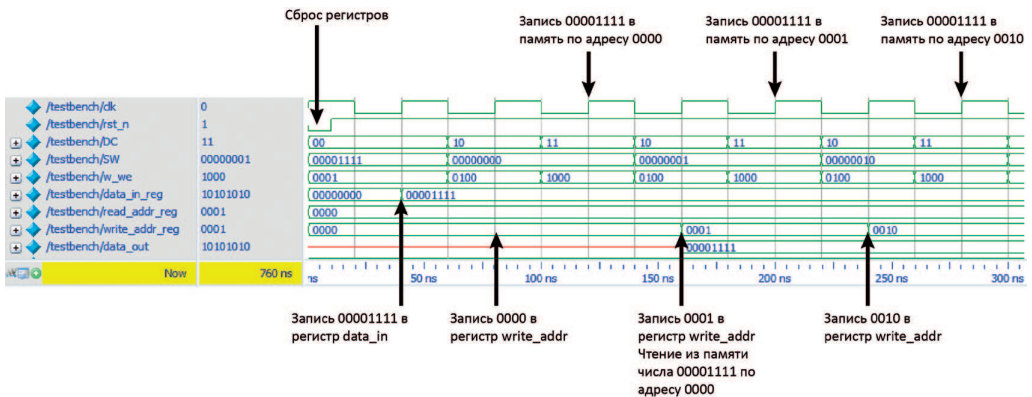 Сброс регистров
Запись 00001111 в
память по адресу 0000
Запись 00001111 в
память по адресу 0001
Запись 00001111 в
память по адресу 0010
/testbench/clk 0
/testbench/rst_n 1
/testbench/DC 11 00 10 11 10 11 10 11
/testbench/SW 00000001 00001111 00000000 00000001 00000010
/testbench/w_we 1000 0001 0100 1000 0100 1000 0100 1000
/testbench/data_in_reg 10101010 00000000 00001111
/testbench/read_addr_reg 0001 0000
/testbench/write_addr_reg 0001 0000 0001 0010
/testbench/data_out 10101010 00001111
Now 760 ns ns 50 ns 100 ns 150 ns 200 ns 250 ns 300 ns
Запись 00001111 в
регистр data_in
Запись 0000 в
регистр write_addr
Запись 0001 в
регистр write_addr
Чтение из памяти
числа 00001111 по
адресу 0000
Запись 0010 в
регистр write_addr